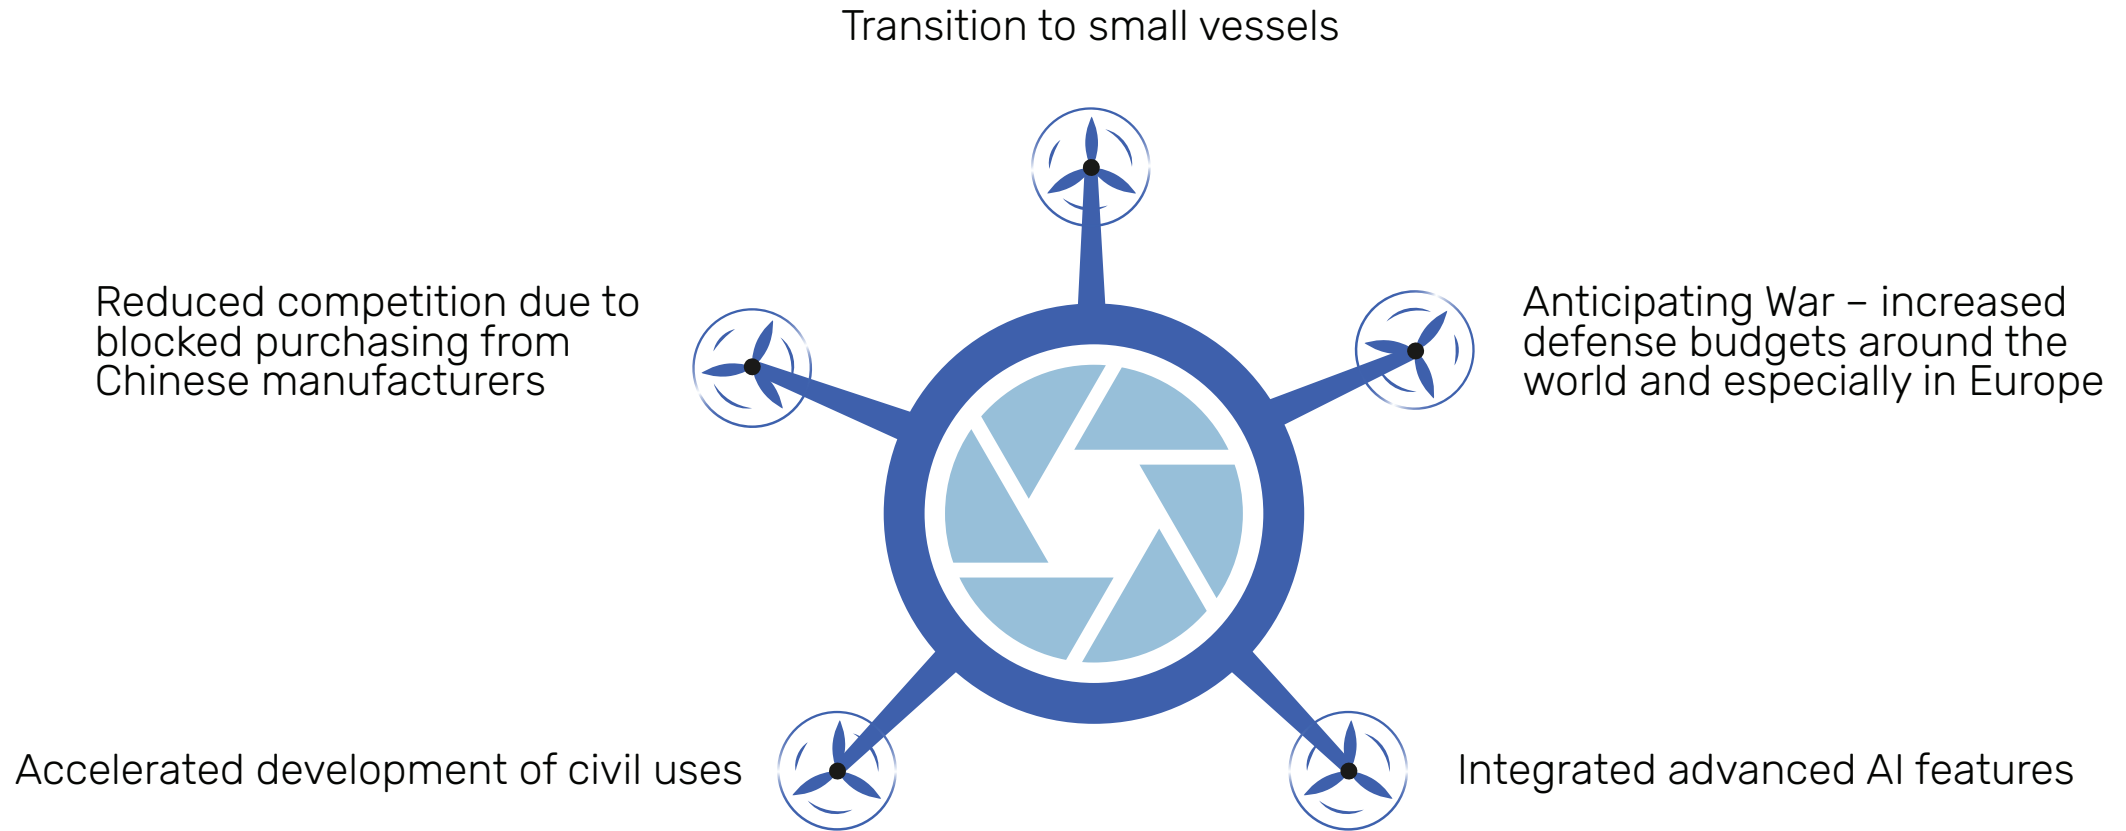 Transition to small vessels
Reduced competition due to
blocked purchasing from
Chinese manufacturers
Anticipating War – increased
defense budgets around the
world and especially in Europe
Accelerated development of civil uses
Integrated advanced AI features